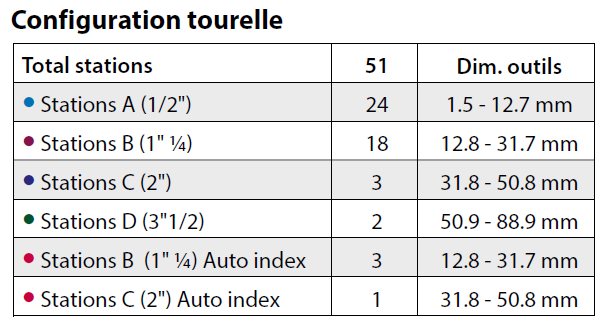 Configuration tourelle
Total stations 51 Dim. outils
• Stations A (1/2") 24 1.5 - 12.7 mm
• Stations B (1" ¼) 18 12.8 - 31.7 mm
• Stations C (2") 3 31.8 - 50.8 mm
• Stations D (3"1/2) 2 50.9 - 88.9 mm
• Stations B (1" ¼) Auto index 3 12.8 - 31.7 mm
• Stations C (2") Auto index 1 31.8 - 50.8 mm